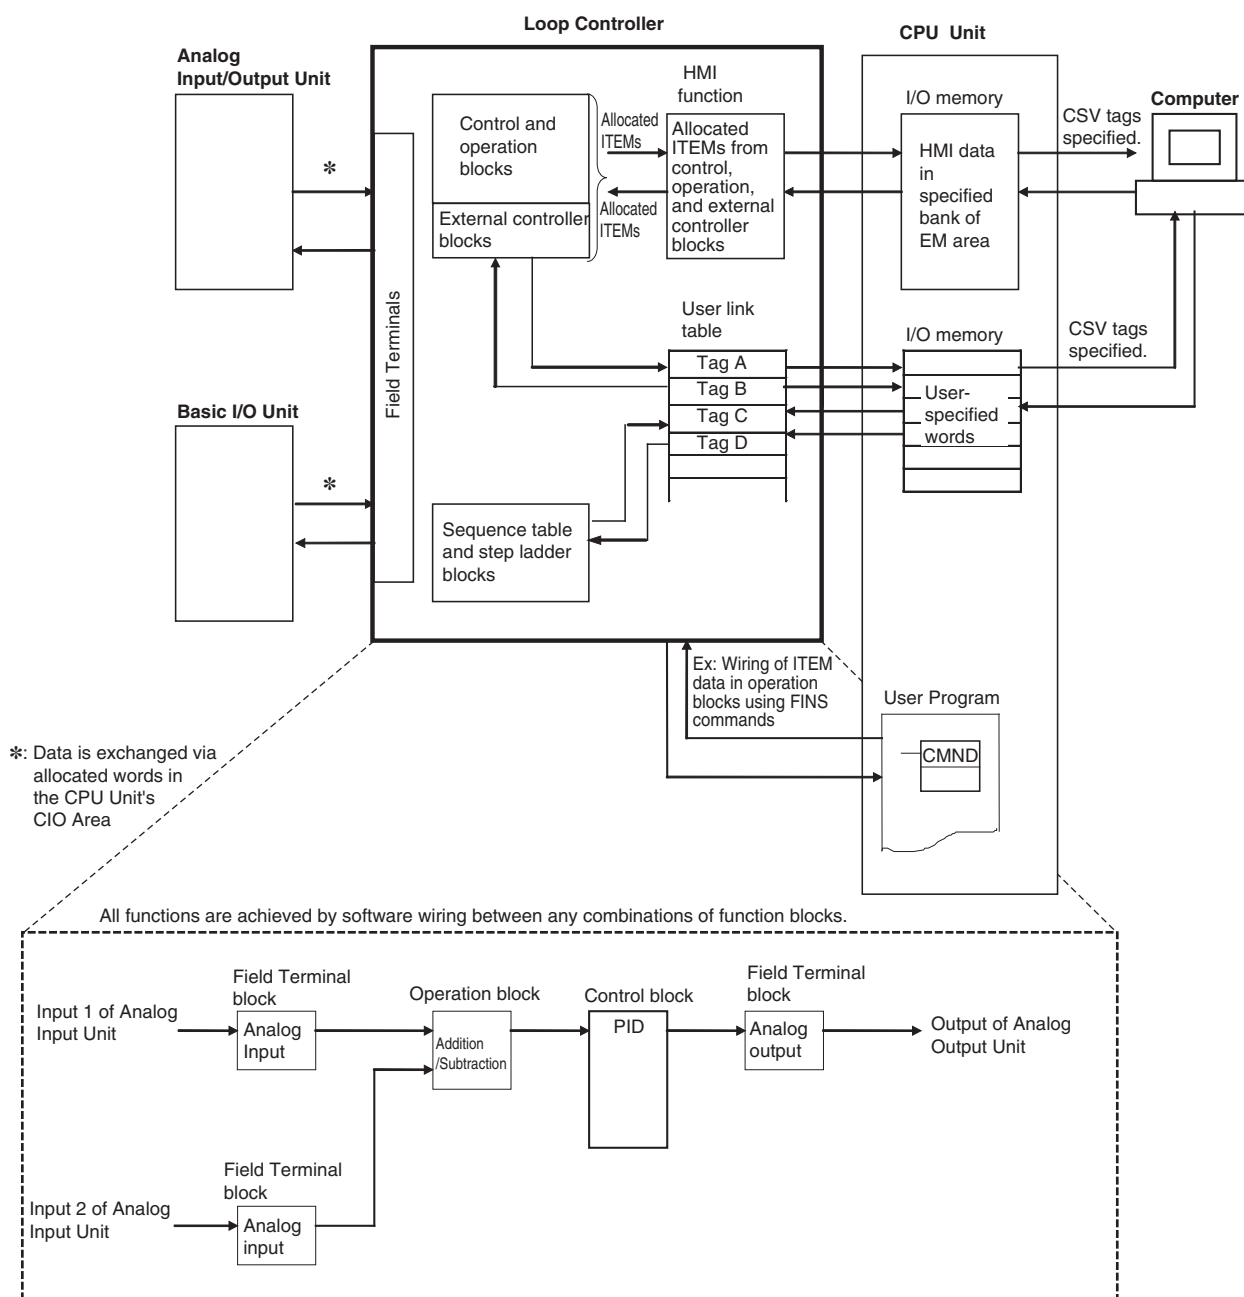 Loop Controller
CPU Unit
Analog
Input/Output Unit
HMI
function
I/O memory
Computer
CSV tags
specified.
Control and
operation
blocks
External controller
blocks
Allocated
ITEMs
Allocated
ITEMs
Allocated
ITEMs from
control,
operation,
and external
controller
blocks
HMI data
in
specified
bank of
EM area
*
Field Terminals
User link
table
Tag A
Tag B
Tag C
Tag D
I/O memory
User-
specified
words
CSV tags
specified.
Basic I/O Unit
*
Sequence table
and step ladder
blocks
Ex: Wiring of ITEM
data in operation
blocks using FINS
commands
User Program
CMND
*: Data is exchanged via
allocated words in
the CPU Unit's
CIO Area
All functions are achieved by software wiring between any combinations of function blocks.
Input 1 of Analog
Input Unit
Field Terminal
block
Analog
Input
Operation block
Addition
/Subtraction
Control block
PID
Field Terminal
block
Analog
output
Output of Analog
Output Unit
Input 2 of Analog
Input Unit
Field Terminal
block
Analog
input